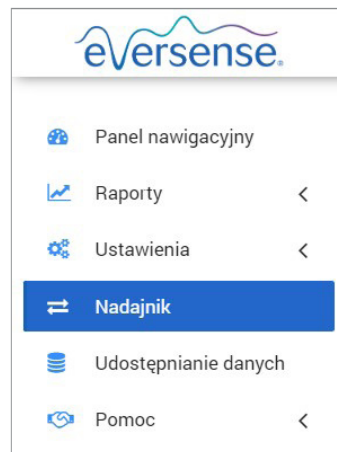 eversense®
Panel nawigacyjny
Raporty
Ustawienia
Nadajnik
Udostępnianie danych
Pomoc